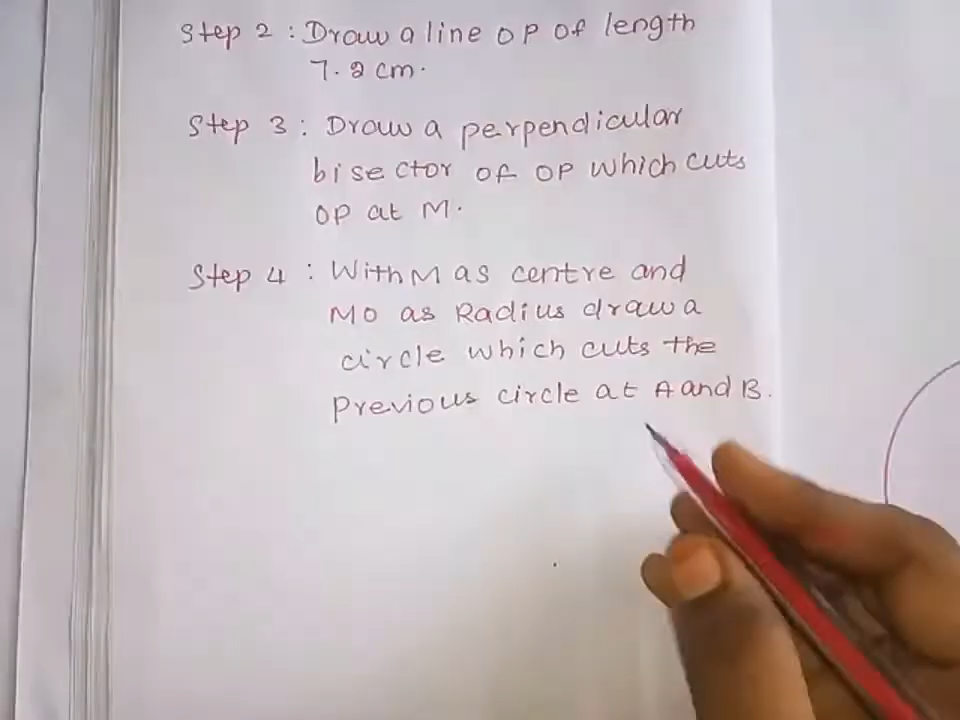 Step 2 : Draw a line OP of length
7.2 cm.
Step 3 : Draw a perpendicular
bisector of OP which cuts
OP at M.
Step 4 : With M as centre and
MO as Radius draw a
circle which cuts the
Previous circle at A and B.